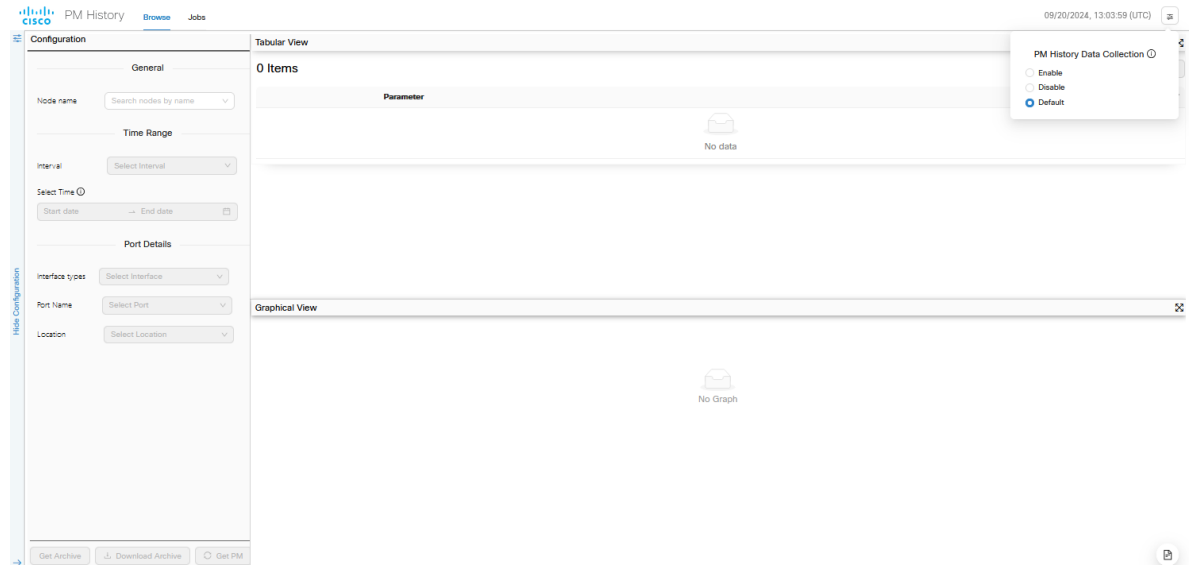 CISCO PM History Browse Jobs 09/20/2024, 13:03:59 (UTC)
Configuration
General
Node name Search nodes by name
Time Range
Interval Select Interval
Select Time
Start date → End date
Port Details
Interface types Select Interface
Port Name Select Port
Location Select Location
Hide Configuration
Get Archive Download Archive Get PM
Tabular View
0 Items
Parameter
No data
PM History Data Collection
Enable
Disable
Default
Graphical View
No Graph